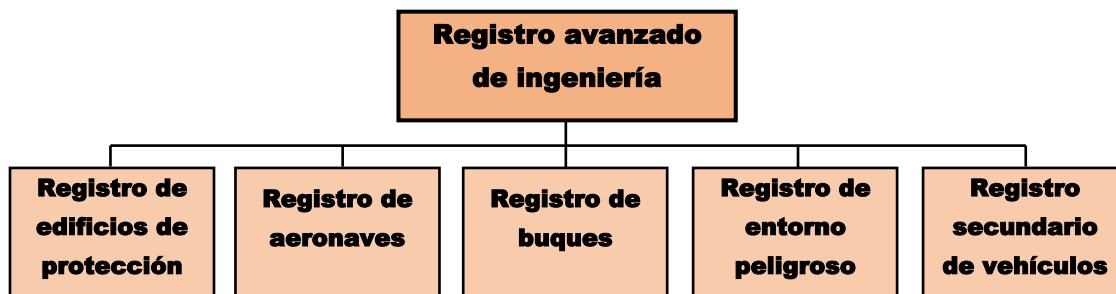 Registro avanzado
de ingeniería
Registro de
edificios de
protección
Registro de
aeronaves
Registro de
buques
Registro de
entorno
peligroso
Registro
secundario
de vehículos